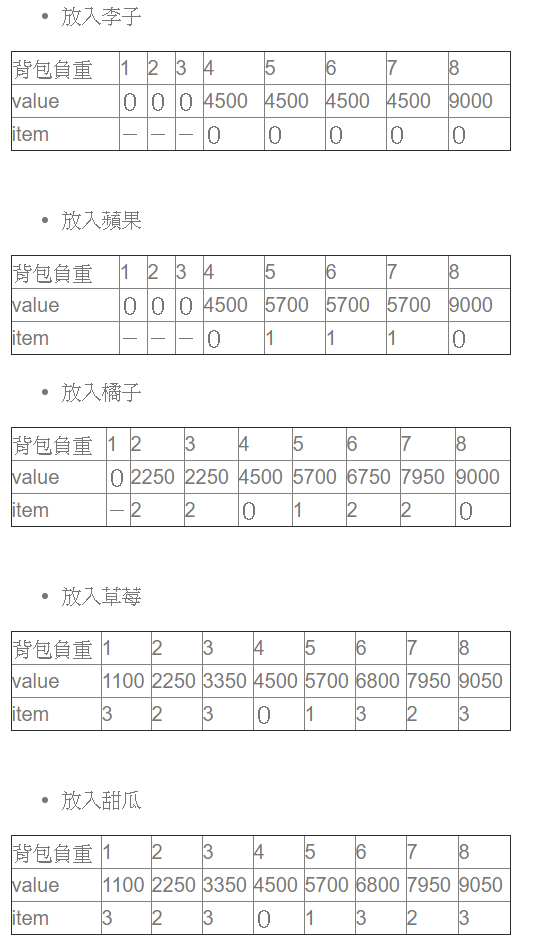 放入李子
背包負重 1 2 3 4 5 6 7 8
value 0 0 0 4500 4500 4500 4500 9000
item － － － 0 0 0 0 0
放入蘋果
背包負重 1 2 3 4 5 6 7 8
value 0 0 0 4500 5700 5700 5700 9000
item － － － 0 1 1 1 0
放入橘子
背包負重 1 2 3 4 5 6 7 8
value 0 2250 2250 4500 5700 6750 7950 9000
item － 2 2 0 1 2 2 0
放入草莓
背包負重 1 2 3 4 5 6 7 8
value 1100 2250 3350 4500 5700 6800 7950 9050
item 3 2 3 0 1 3 2 3
放入甜瓜
背包負重 1 2 3 4 5 6 7 8
value 1100 2250 3350 4500 5700 6800 7950 9050
item 3 2 3 0 1 3 2 3